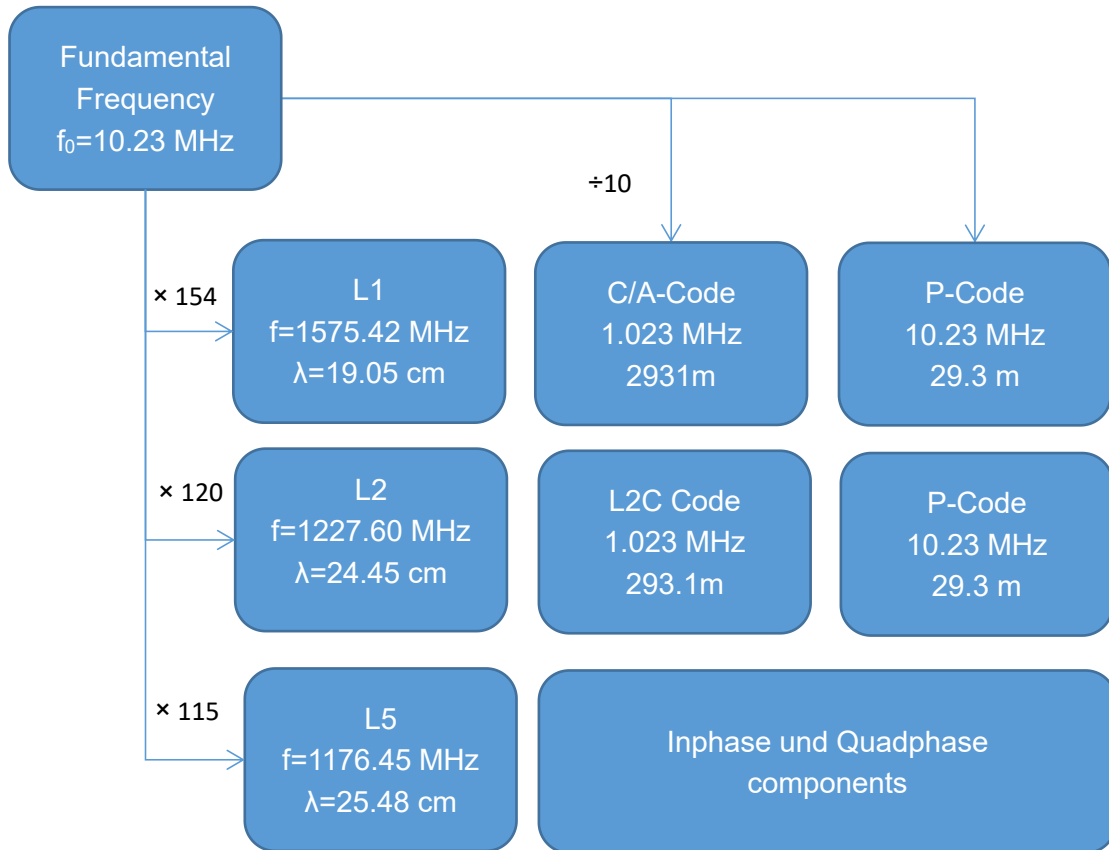 Fundamental
Frequency
f₀=10.23 MHz
÷10
× 154
L1
f=1575.42 MHz
λ=19.05 cm
C/A-Code
1.023 MHz
2931m
P-Code
10.23 MHz
29.3 m
× 120
L2
f=1227.60 MHz
λ=24.45 cm
L2C Code
1.023 MHz
293.1m
P-Code
10.23 MHz
29.3 m
× 115
L5
f=1176.45 MHz
λ=25.48 cm
Inphase und Quadphase
components